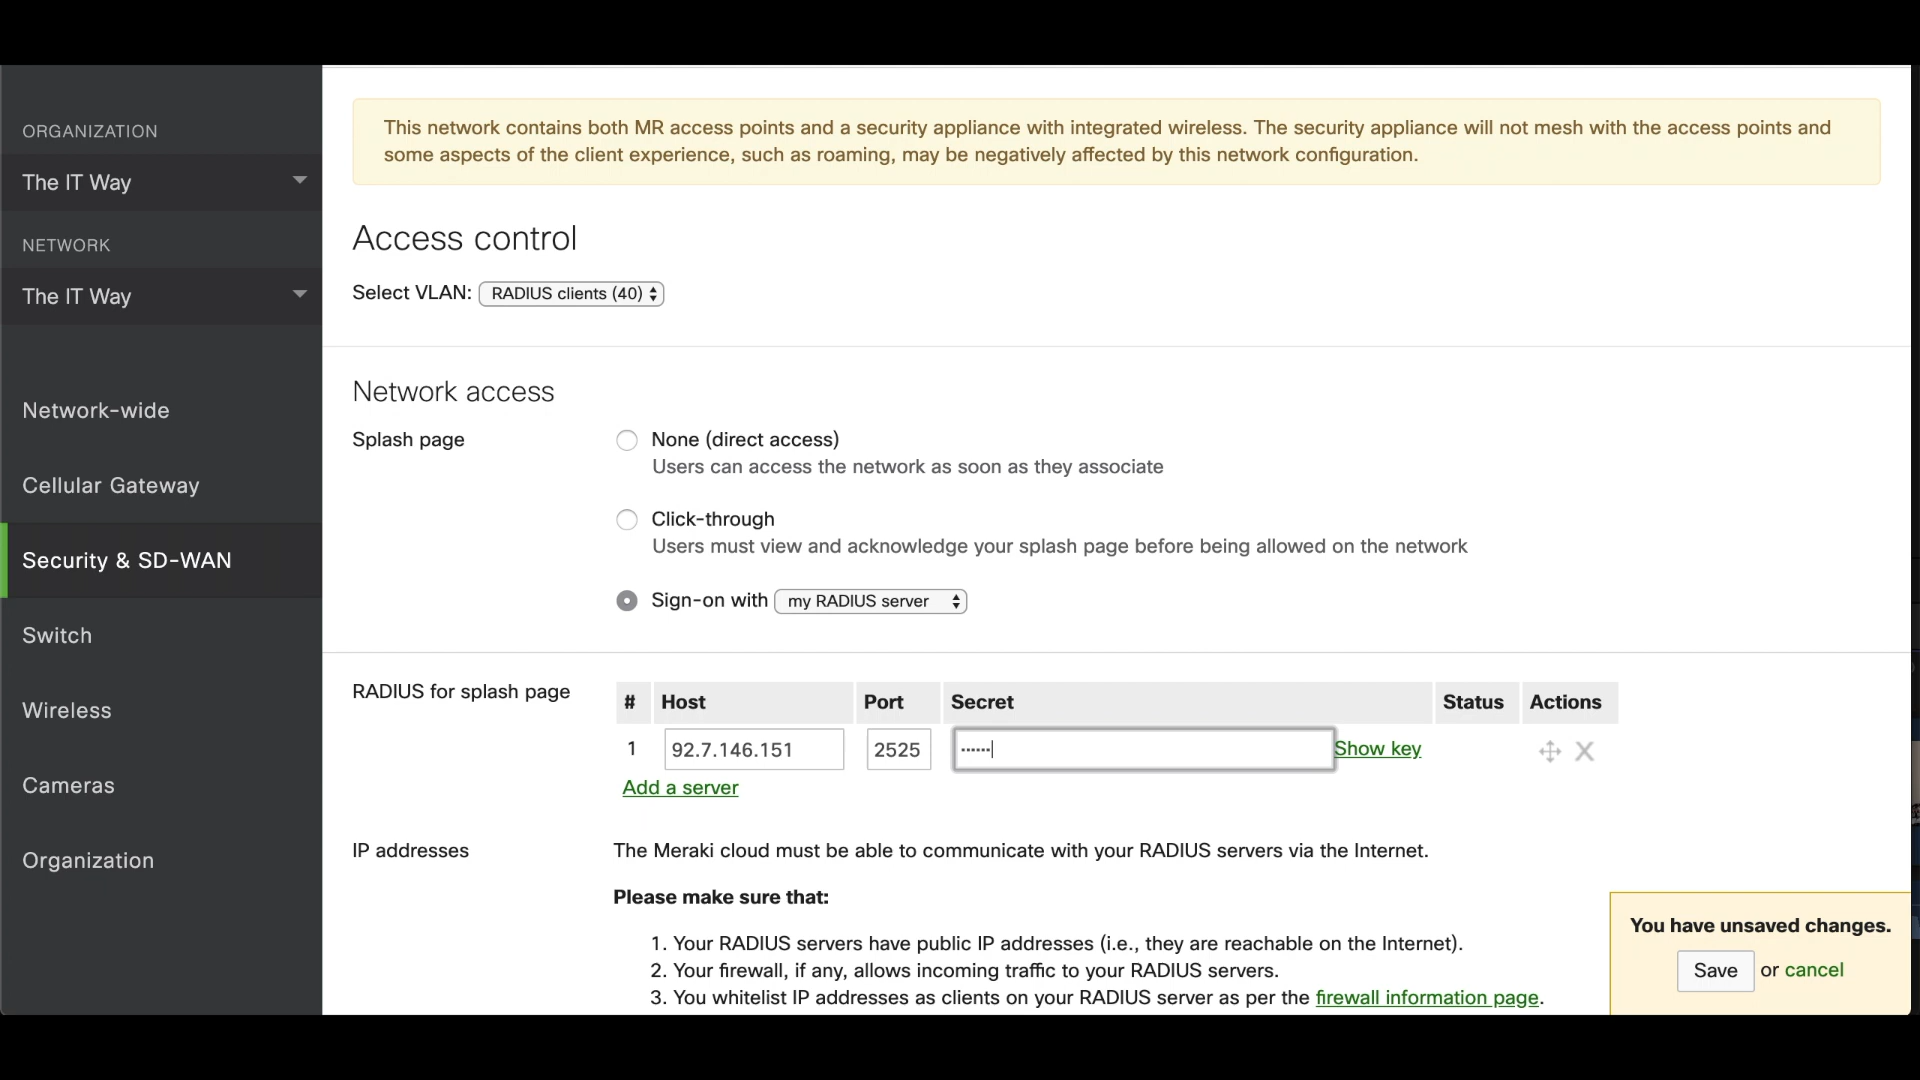 ORGANIZATION
The IT Way
NETWORK
The IT Way
Network-wide
Cellular Gateway
Security & SD-WAN
Switch
Wireless
Cameras
Organization
This network contains both MR access points and a security appliance with integrated wireless. The security appliance will not mesh with the access points and
some aspects of the client experience, such as roaming, may be negatively affected by this network configuration.
Access control
Select VLAN: RADIUS clients (40)
Network access
Splash page
None (direct access)
Users can access the network as soon as they associate
Click-through
Users must view and acknowledge your splash page before being allowed on the network
Sign-on with my RADIUS server
RADIUS for splash page
# Host Port Secret Status Actions
1 92.7.146.151 2525 ······ Show key X
Add a server
IP addresses
The Meraki cloud must be able to communicate with your RADIUS servers via the Internet.
Please make sure that:
1. Your RADIUS servers have public IP addresses (i.e., they are reachable on the Internet).
2. Your firewall, if any, allows incoming traffic to your RADIUS servers.
3. You whitelist IP addresses as clients on your RADIUS server as per the firewall information page.
You have unsaved changes.
Save or cancel